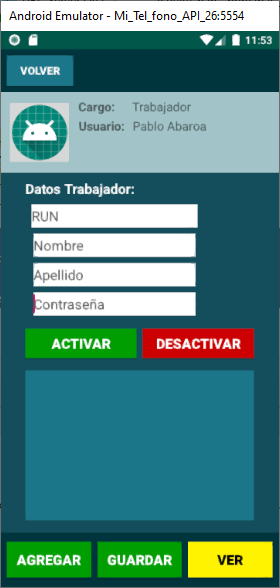 Android Emulator - Mi_Tel_fono_API_26:5554
11:53
VOLVER
Cargo: Trabajador
Usuario: Pablo Abaroa
Datos Trabajador:
RUN
Nombre
Apellido
Contraseña
ACTIVAR DESACTIVAR
AGREGAR GUARDAR VER